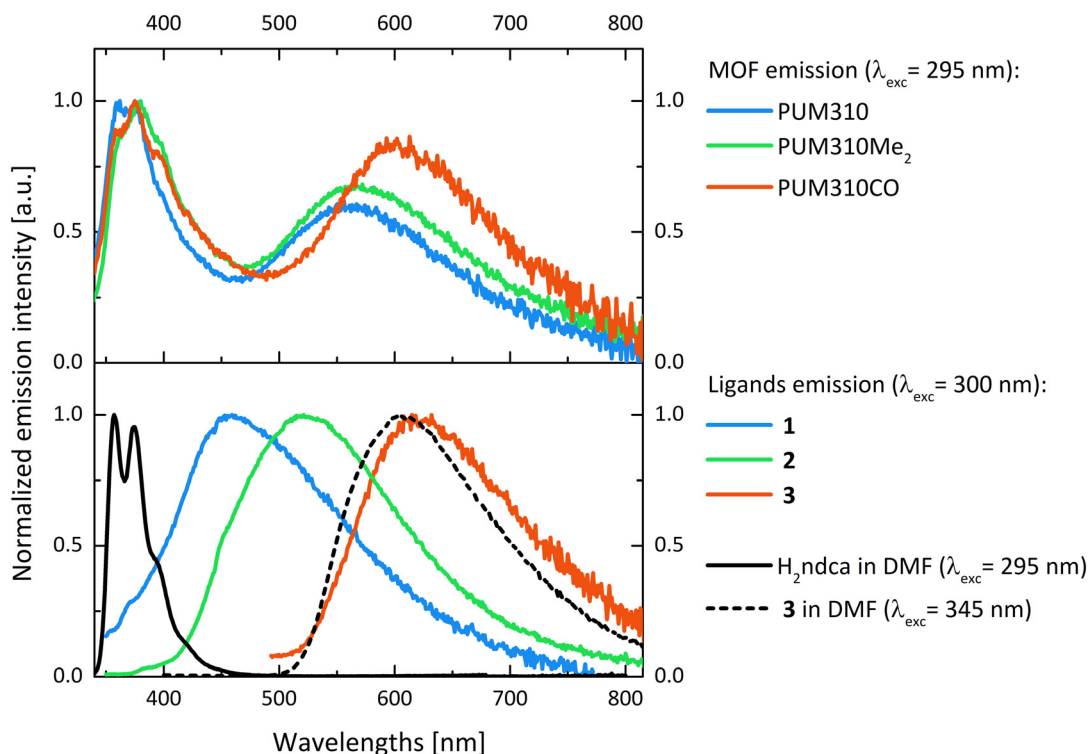 400 500 600 700 800
MOF emission (λexc= 295 nm):
1.0 1.0
PUM310
PUM310Me2
PUM310CO
0.5 0.5
0.0 0.0
Normalized emission intensity [a.u.]
Ligands emission (λexc= 300 nm):
1.0 1.0
1
2
3
0.5 0.5
H2ndca in DMF (λexc= 295 nm)
3 in DMF (λexc= 345 nm)
0.0 0.0
400 500 600 700 800
Wavelengths [nm]